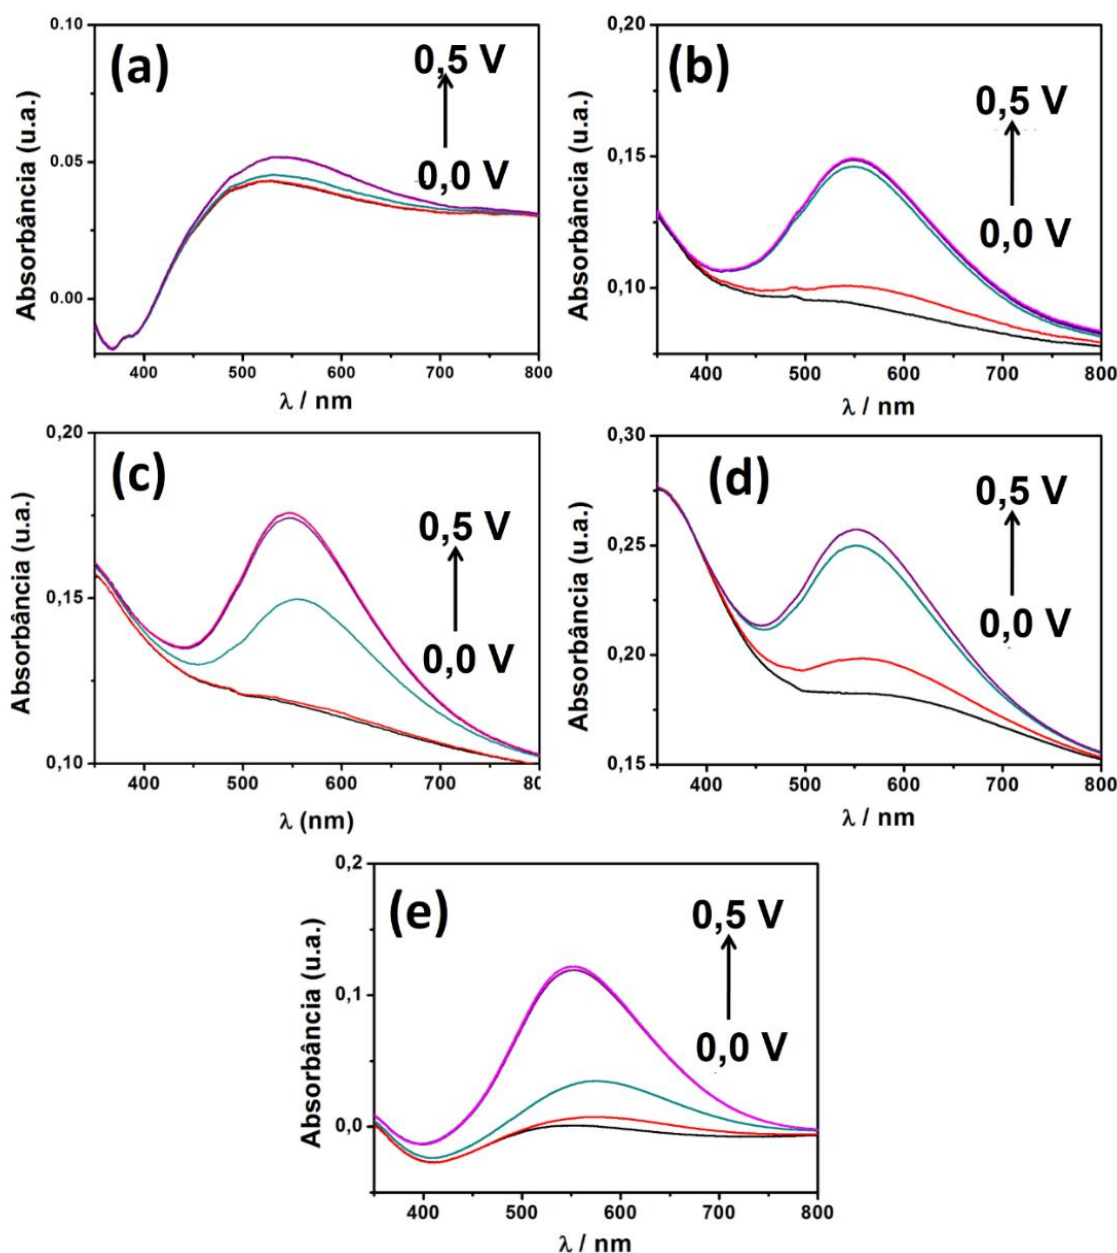 (a)
0,5 V
0,0 V
0.10
0.05
0.00
Absorbância (u.a.)
400 500 600 700 800
λ / nm
(b)
0,5 V
0,0 V
0,20
0,15
0,10
Absorbância (u.a.)
400 500 600 700 800
λ / nm
(c)
0,5 V
0,0 V
0,20
0,15
0,10
Absorbância (u.a.)
400 500 600 700 80
λ (nm)
(d)
0,5 V
0,0 V
0,30
0,25
0,20
0,15
Absorbância (u.a.)
400 500 600 700 800
λ / nm
(e)
0,5 V
0,0 V
0,2
0,1
0,0
Absorbância (u.a.)
400 500 600 700 800
λ / nm